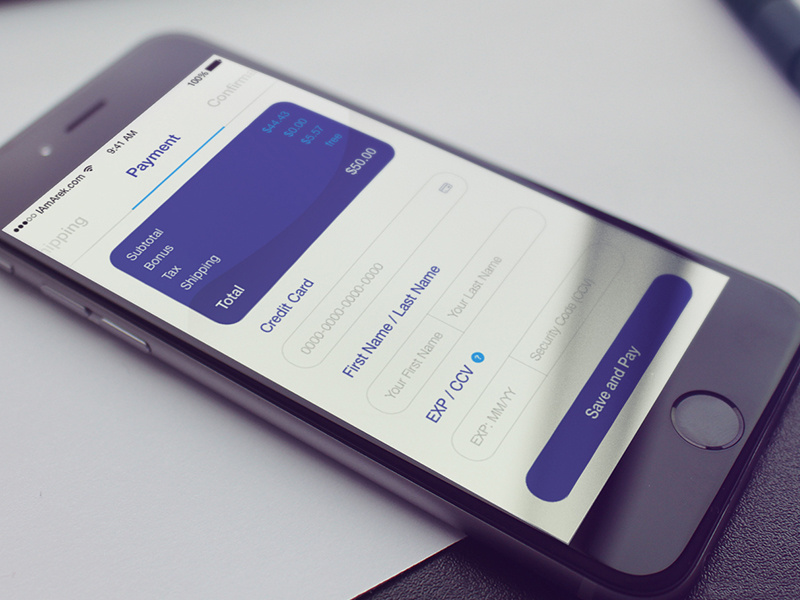 IAmArek.com 9:41 AM 100%
hipping Payment Confirm
Subtotal $44.43
Bonus $0.00
Tax $5.57
Shipping free
Total $50.00
Credit Card
0000-0000-0000-0000
First Name / Last Name
Your First Name Your Last Name
EXP / CCV ?
EXP: MM/YY Security Code (CCV)
Save and Pay